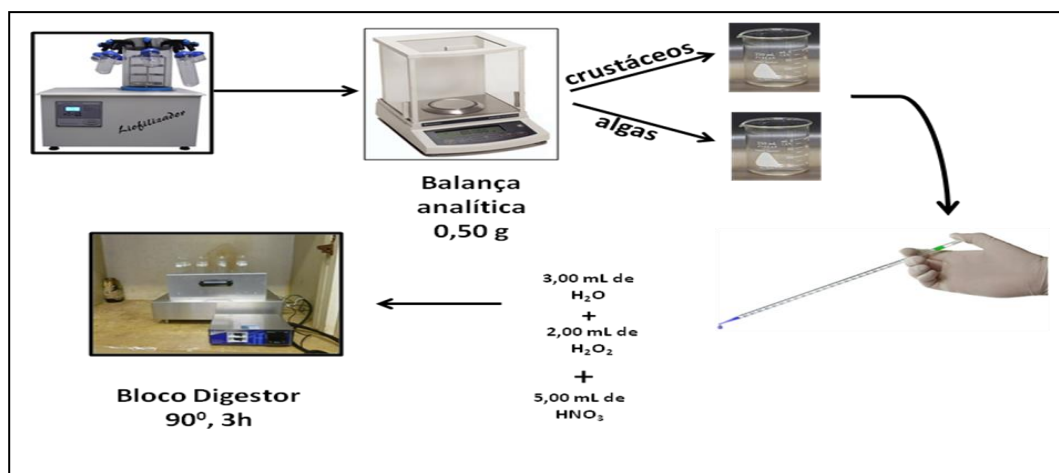 Liofilizador
crustáceos
algas
Balança
analítica
0,50 g
3,00 mL de
H₂O
+
2,00 mL de
H₂O₂
+
5,00 mL de
HNO₃
Bloco Digestor
90⁰, 3h